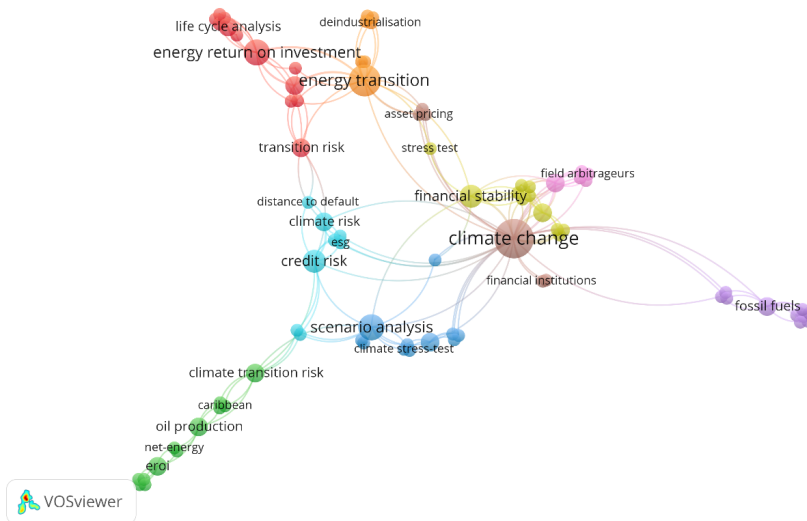 deindustrialisation
life cycle analysis
energy return on investment
energy transition
asset pricing
transition risk
stress test
field arbitrageurs
financial stability
distance to default
climate risk
esg
climate change
credit risk
financial institutions
fossil fuels
scenario analysis
climate stress-test
climate transition risk
caribbean
oil production
net-energy
eroi
VOSviewer